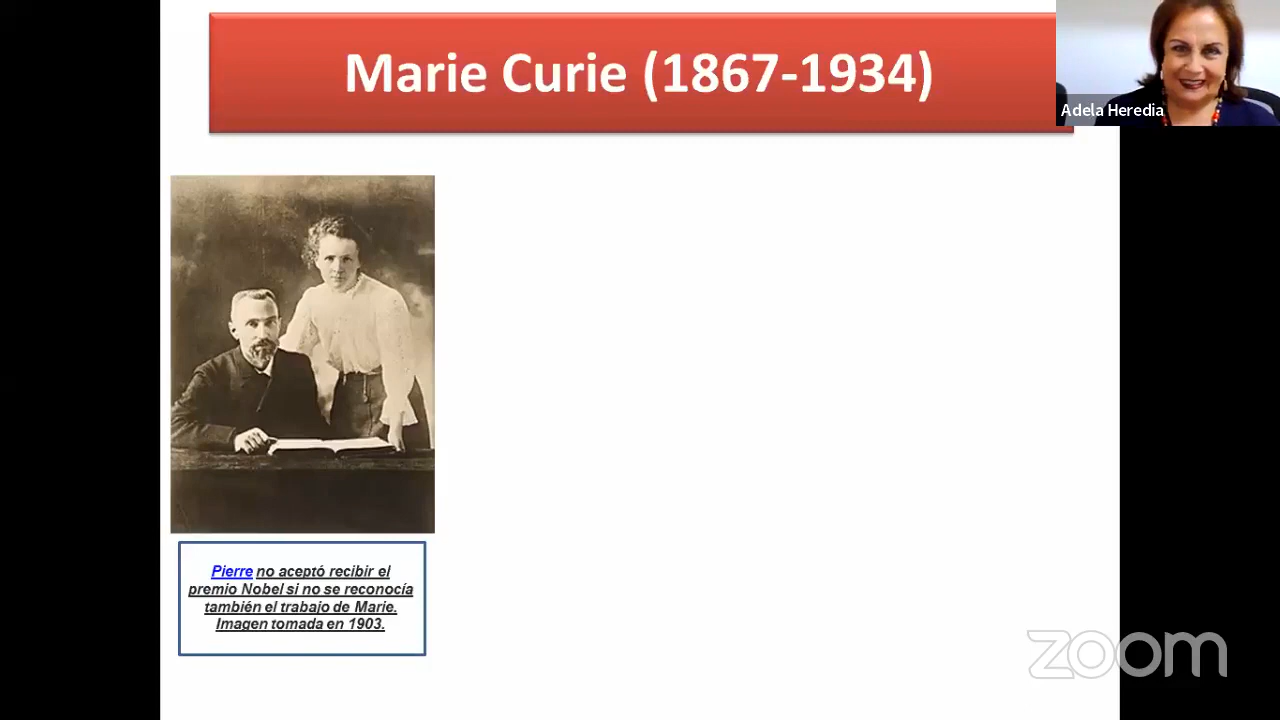 Marie Curie (1867-1934)
Adela Heredia
Pierre no aceptó recibir el
premio Nobel si no se reconocía
también el trabajo de Marie.
Imagen tomada en 1903.
zoom